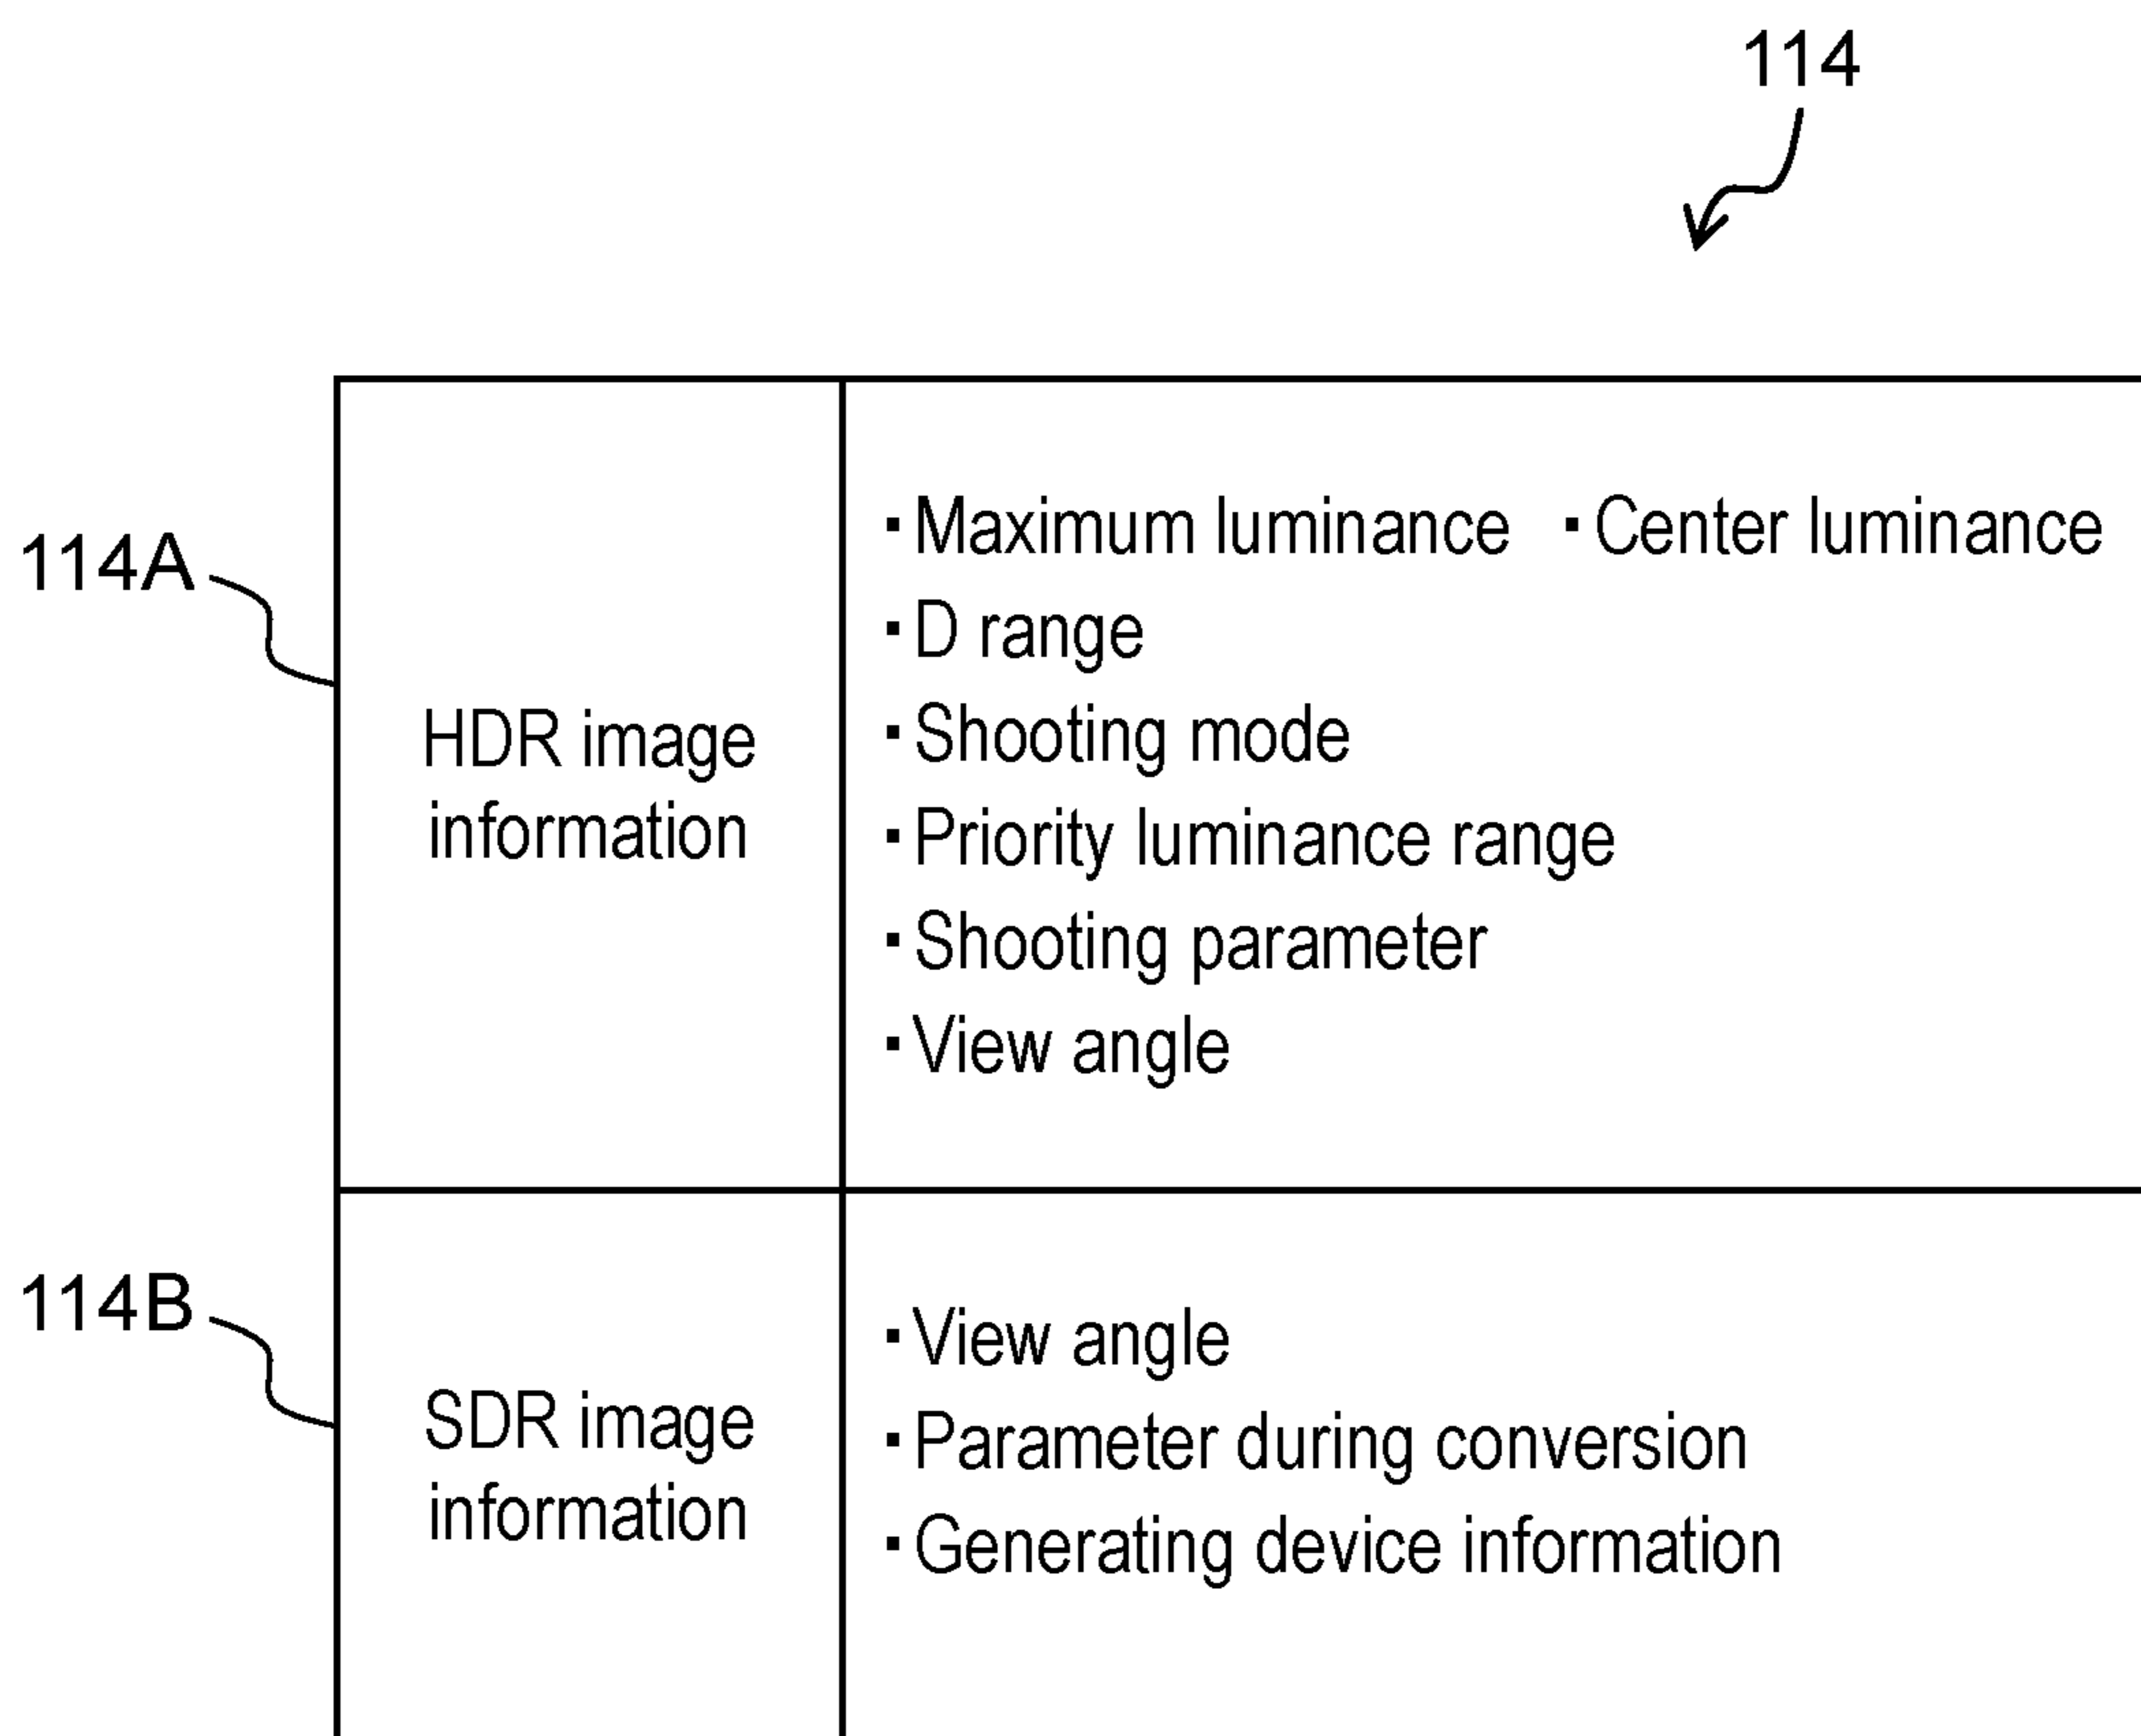 114
114A
HDR image
information
▪Maximum luminance ▪Center luminance
▪D range
▪Shooting mode
▪Priority luminance range
▪Shooting parameter
▪View angle
114B
SDR image
information
▪View angle
▪Parameter during conversion
▪Generating device information